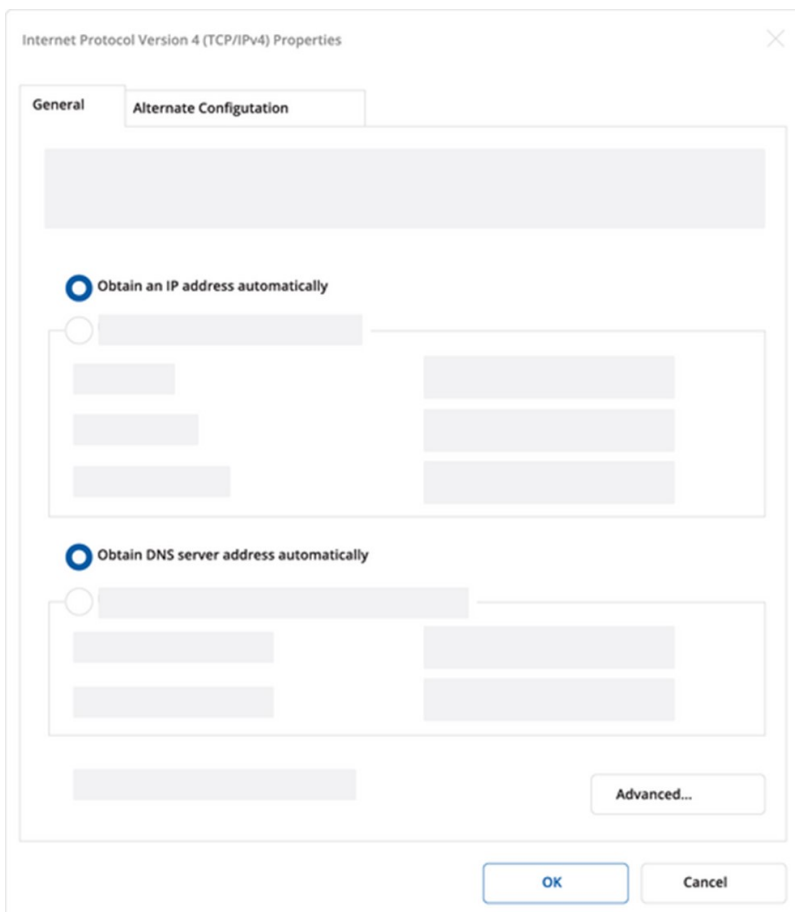 Internet Protocol Version 4 (TCP/IPv4) Properties
General
Alternate Configutation
Obtain an IP address automatically
Obtain DNS server address automatically
Advanced...
OK
Cancel